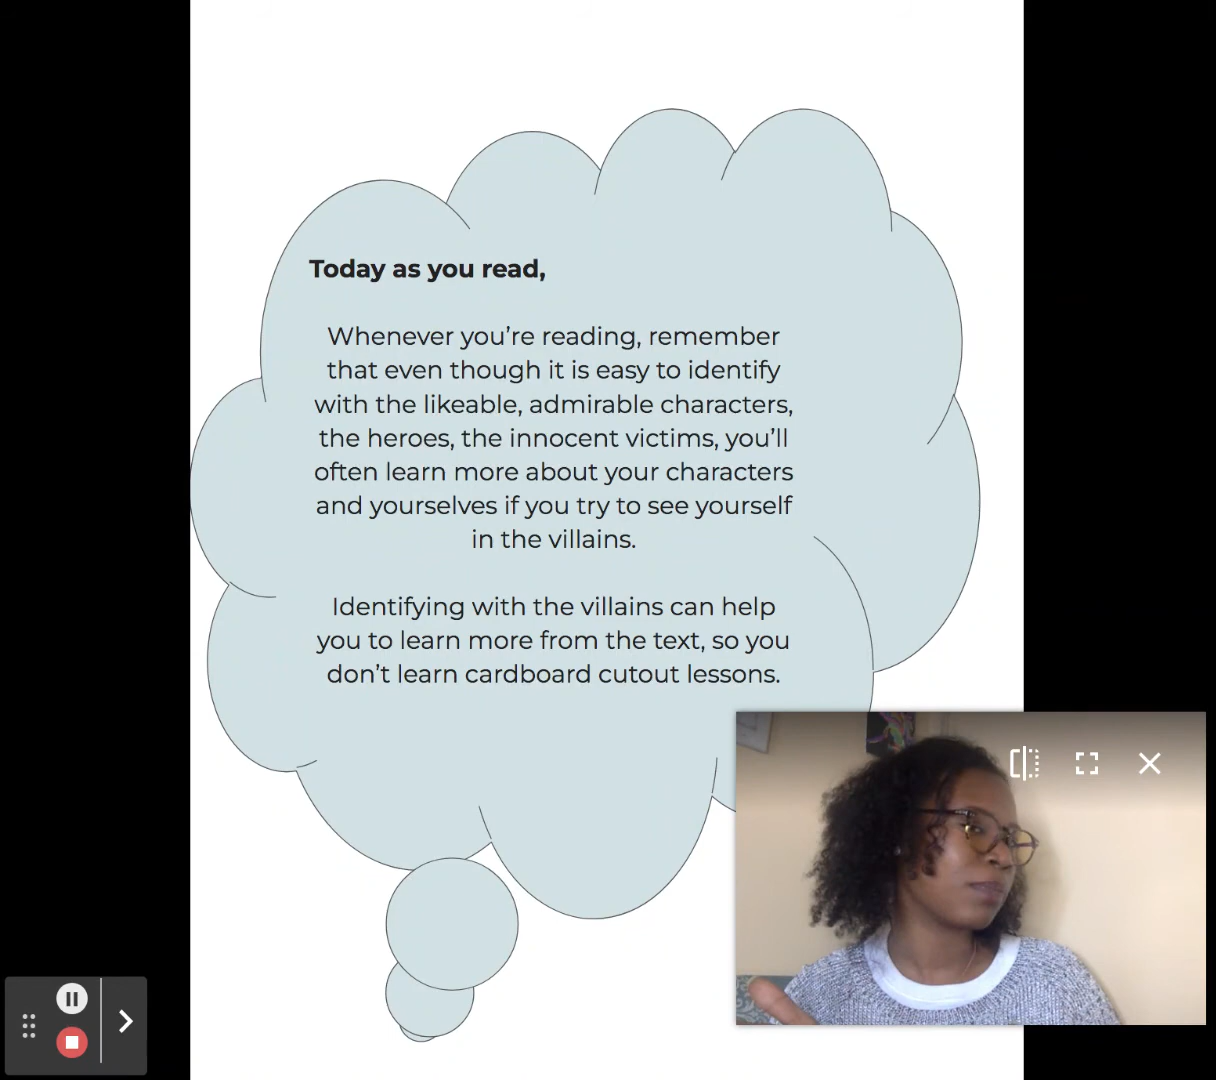 Today as you read,
Whenever you’re reading, remember
that even though it is easy to identify
with the likeable, admirable characters,
the heroes, the innocent victims, you’ll
often learn more about your characters
and yourselves if you try to see yourself
in the villains.
Identifying with the villains can help
you to learn more from the text, so you
don’t learn cardboard cutout lessons.